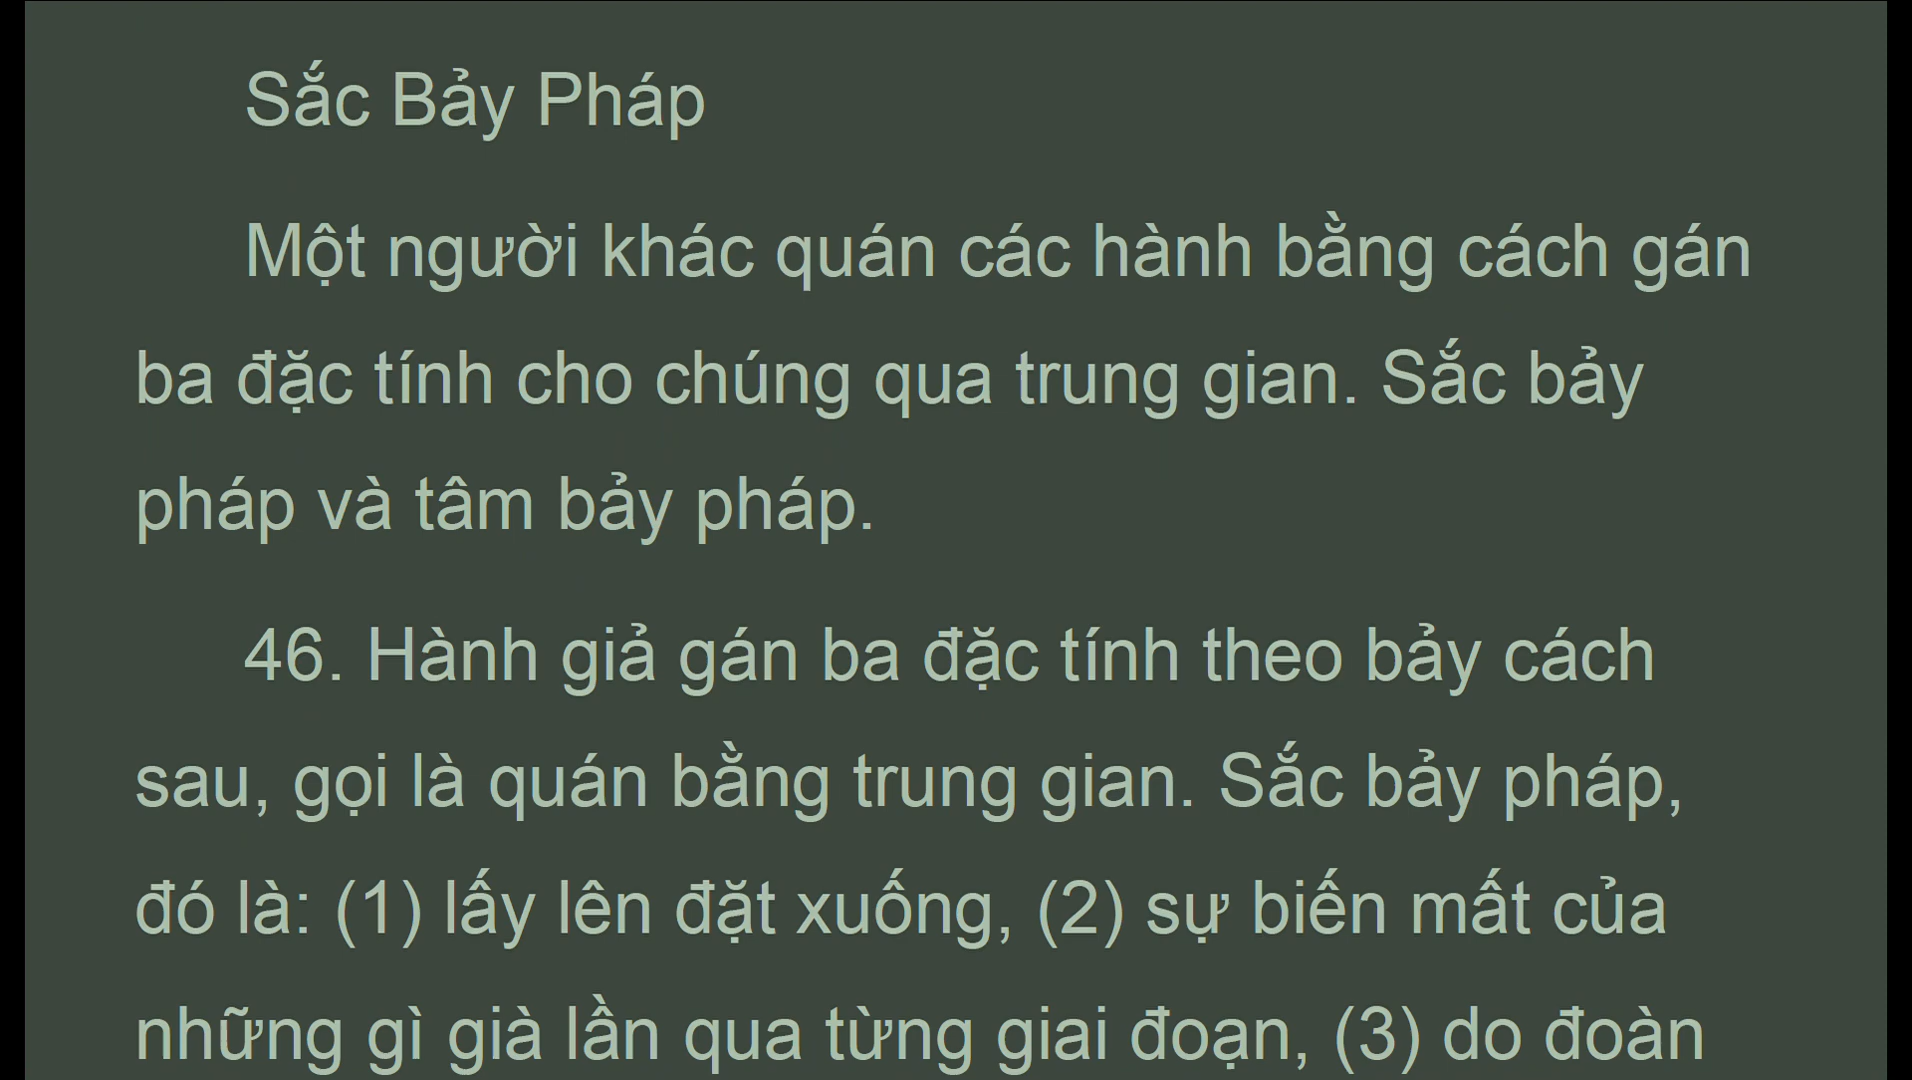 Sắc Bảy Pháp
Một người khác quán các hành bằng cách gán
ba đặc tính cho chúng qua trung gian. Sắc bảy
pháp và tâm bảy pháp.
46. Hành giả gán ba đặc tính theo bảy cách
sau, gọi là quán bằng trung gian. Sắc bảy pháp,
đó là: (1) lấy lên đặt xuống, (2) sự biến mất của
những gì già lần qua từng giai đoạn, (3) do đoàn